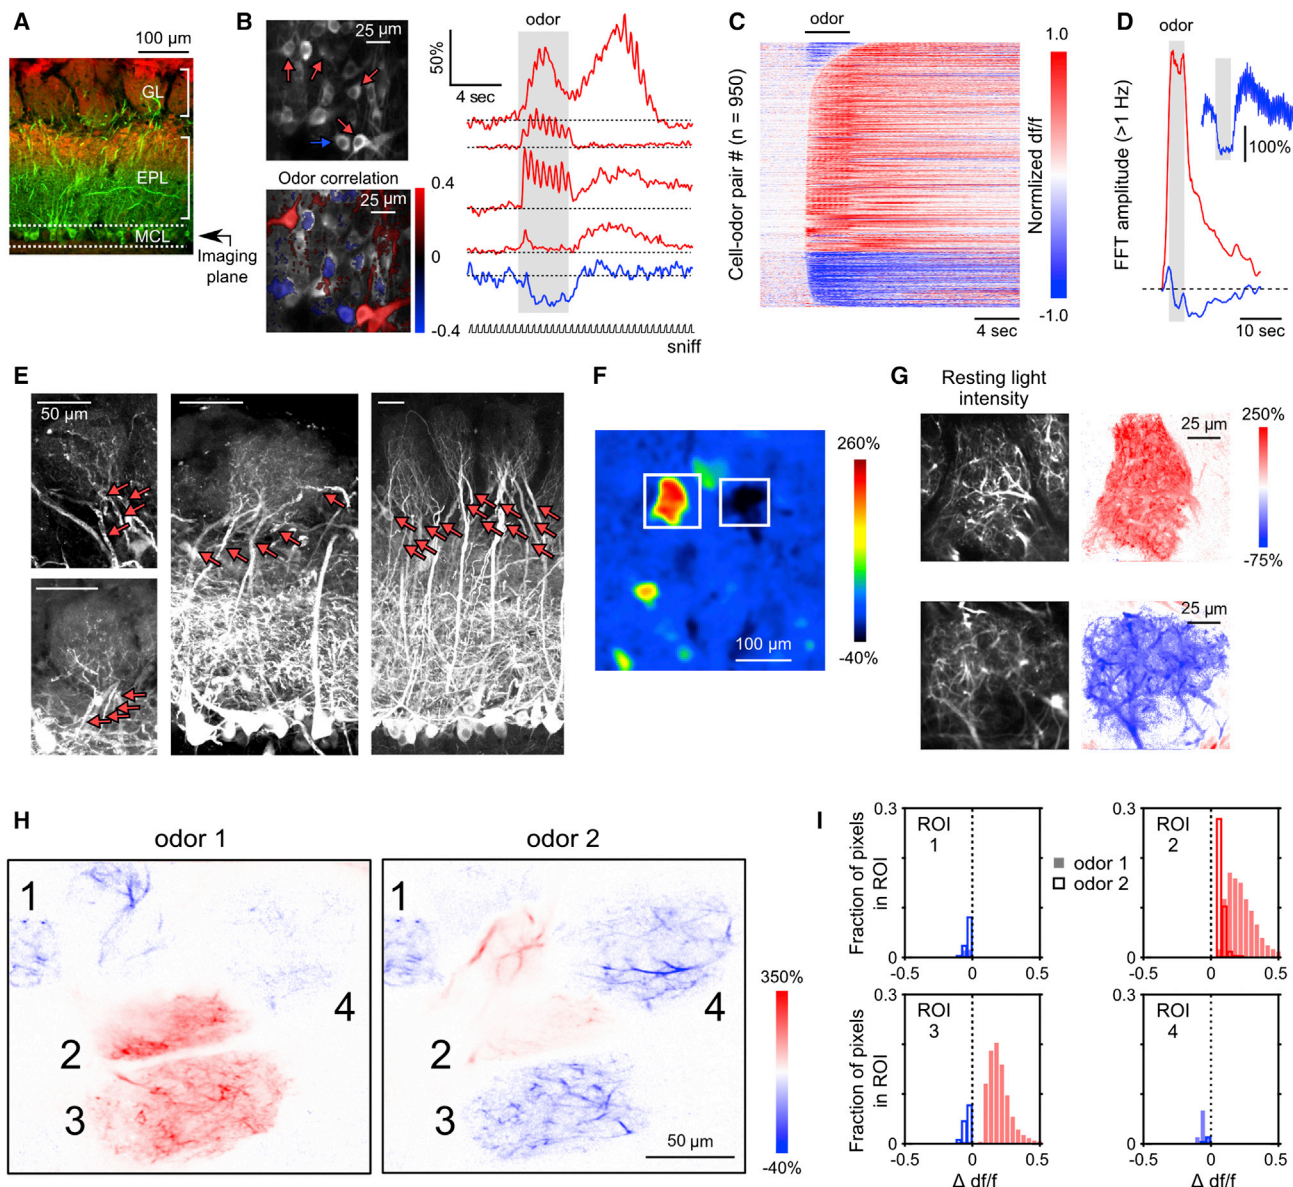 A
100 µm
GL
EPL
MCL
Imaging
plane
B
25 µm
Odor correlation
25 µm
0.4
0
-0.4
50%
4 sec
odor
sniff
C
odor
Cell-odor pair # (n = 950)
4 sec
1.0
Normlized df/f
-1.0
D
odor
FFT amplitude (>1 Hz)
100%
10 sec
E
50 µm
F
260%
-40%
100 µm
G
Resting light
intensity
25 µm
250%
-75%
25 µm
H
odor 1
odor 2
1
2
3
4
1
2
3
4
50 µm
350%
-40%
I
Fraction of pixels
in ROI
0.3
0
ROI
1
-0.5
0
0.5
odor 1
odor 2
0.3
0
ROI
2
-0.5
0
0.5
Fraction of pixels
in ROI
0.3
0
ROI
3
-0.5
0
0.5
Δ df/f
0.3
0
ROI
4
-0.5
0
0.5
Δ df/f